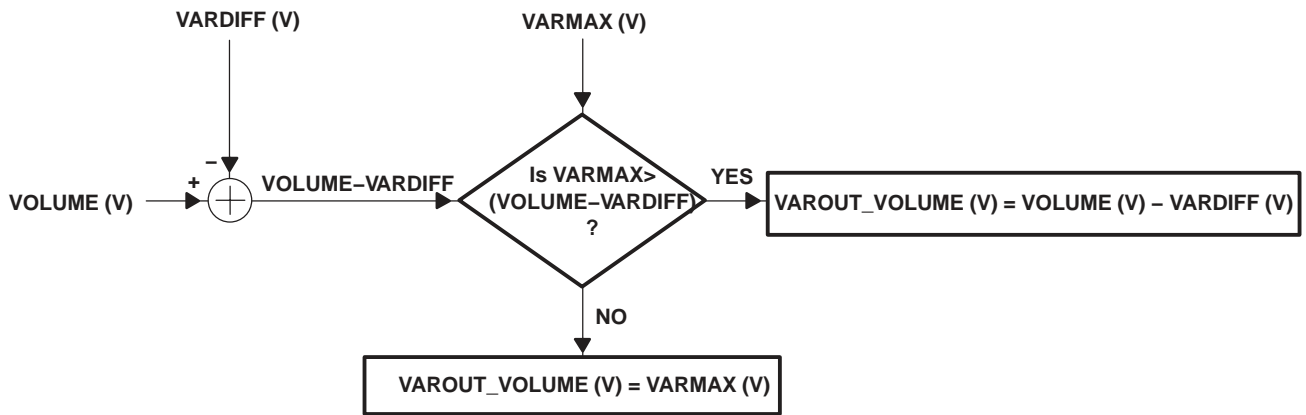 VARDIFF (V)
VARMAX (V)
–
+
VOLUME (V)
VOLUME–VARDIFF
Is VARMAX>
(VOLUME–VARDIFF)
?
YES
VAROUT_VOLUME (V) = VOLUME (V) – VARDIFF (V)
NO
VAROUT_VOLUME (V) = VARMAX (V)